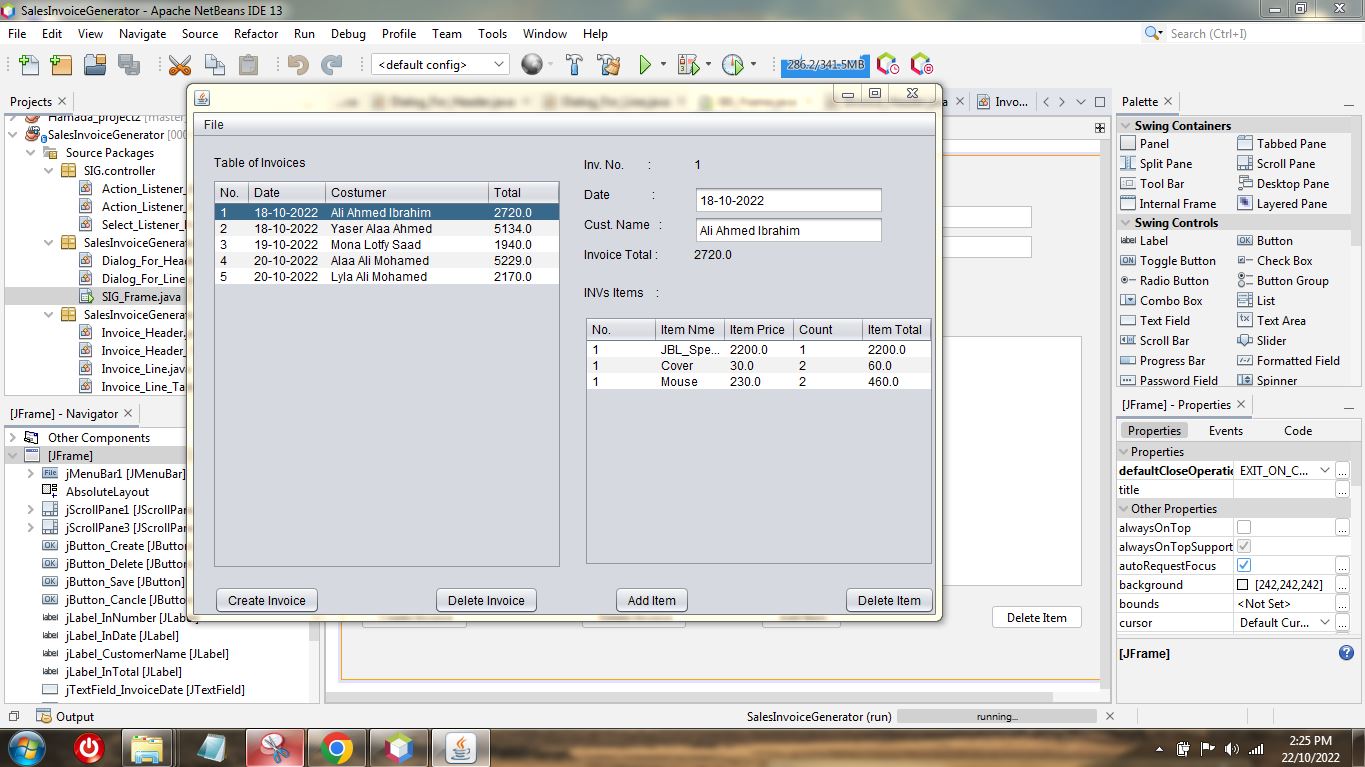 SalesInvoiceGenerator - Apache NetBeans IDE 13
File Edit View Navigate Source Refactor Run Debug Profile Team Tools Window Help
Search (Ctrl+I)
<default config>
286.2/341.5MB
Projects
Hamada_project2 [master]
SalesInvoiceGenerator [000
Source Packages
SIG.controller
Action_Listener_
Action_Listener_
Select_Listener_
SalesInvoiceGenerat
Dialog_For_Head
Dialog_For_Line
SIG_Frame.java
SalesInvoiceGenerat
Invoice_Header.
Invoice_Header_
Invoice_Line.java
Invoice_Line_Ta
[JFrame] - Navigator
Other Components
[JFrame]
jMenuBar1 [JMenuBar]
AbsoluteLayout
jScrollPane1 [JScrollPan
jScrollPane3 [JScrollPan
jButton_Create [JButton
jButton_Delete [JButton
jButton_Save [JButton]
jButton_Cancle [JButton
jLabel_InNumber [JLabel]
jLabel_InDate [JLabel]
jLabel_CustomerName [JLabel]
jLabel_InTotal [JLabel]
jTextField_InvoiceDate [JTextField]
Output
File
Table of Invoices
No. Date Costumer Total
1 18-10-2022 Ali Ahmed Ibrahim 2720.0
2 18-10-2022 Yaser Alaa Ahmed 5134.0
3 19-10-2022 Mona Lotfy Saad 1940.0
4 20-10-2022 Alaa Ali Mohamed 5229.0
5 20-10-2022 Lyla Ali Mohamed 2170.0
Inv. No. : 1
Date : 18-10-2022
Cust. Name : Ali Ahmed Ibrahim
Invoice Total : 2720.0
INVs Items :
No. Item Nme Item Price Count Item Total
1 JBL_Spe... 2200.0 1 2200.0
1 Cover 30.0 2 60.0
1 Mouse 230.0 2 460.0
Create Invoice Delete Invoice Add Item Delete Item
Delete Item
Invo...
Palette
Swing Containers
Panel Tabbed Pane
Split Pane Scroll Pane
Tool Bar Desktop Pane
Internal Frame Layered Pane
Swing Controls
Label Button
Toggle Button Check Box
Radio Button Button Group
Combo Box List
Text Field Text Area
Scroll Bar Slider
Progress Bar Formatted Field
Password Field Spinner
[JFrame] - Properties
Properties Events Code
Properties
defaultCloseOperatio EXIT_ON_C...
title
Other Properties
alwaysOnTop
alwaysOnTopSupport
autoRequestFocus
background [242,242,242]
bounds <Not Set>
cursor Default Cur...
[JFrame]
SalesInvoiceGenerator (run) running...
2:25 PM
22/10/2022